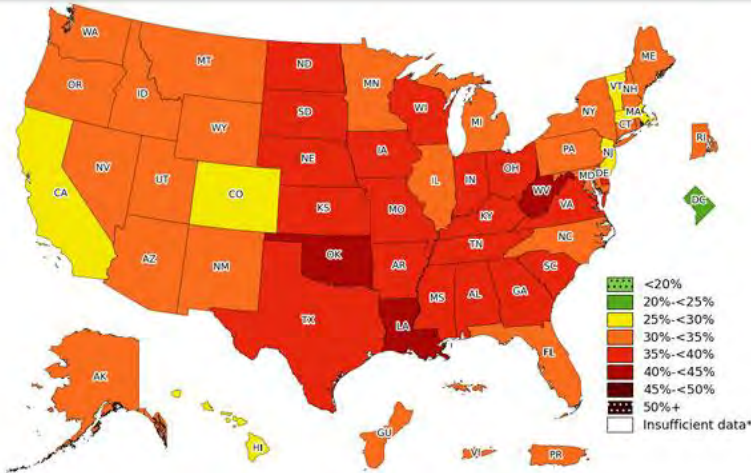 WA
MT
ND
MN
ME
OR
ID
SD
WI
MI
VT
NH
NY
MA
CT
RI
WY
NE
IA
PA
NJ
NV
UT
CO
IL
IN
OH
MD
DE
DC
CA
KS
MO
KY
WV
VA
AZ
NM
OK
AR
TN
NC
SC
TX
LA
MS
AL
GA
FL
AK
HI
GU
VI
PR
<20%
20%-<25%
25%-<30%
30%-<35%
35%-<40%
40%-<45%
45%-<50%
50%+
Insufficient data*